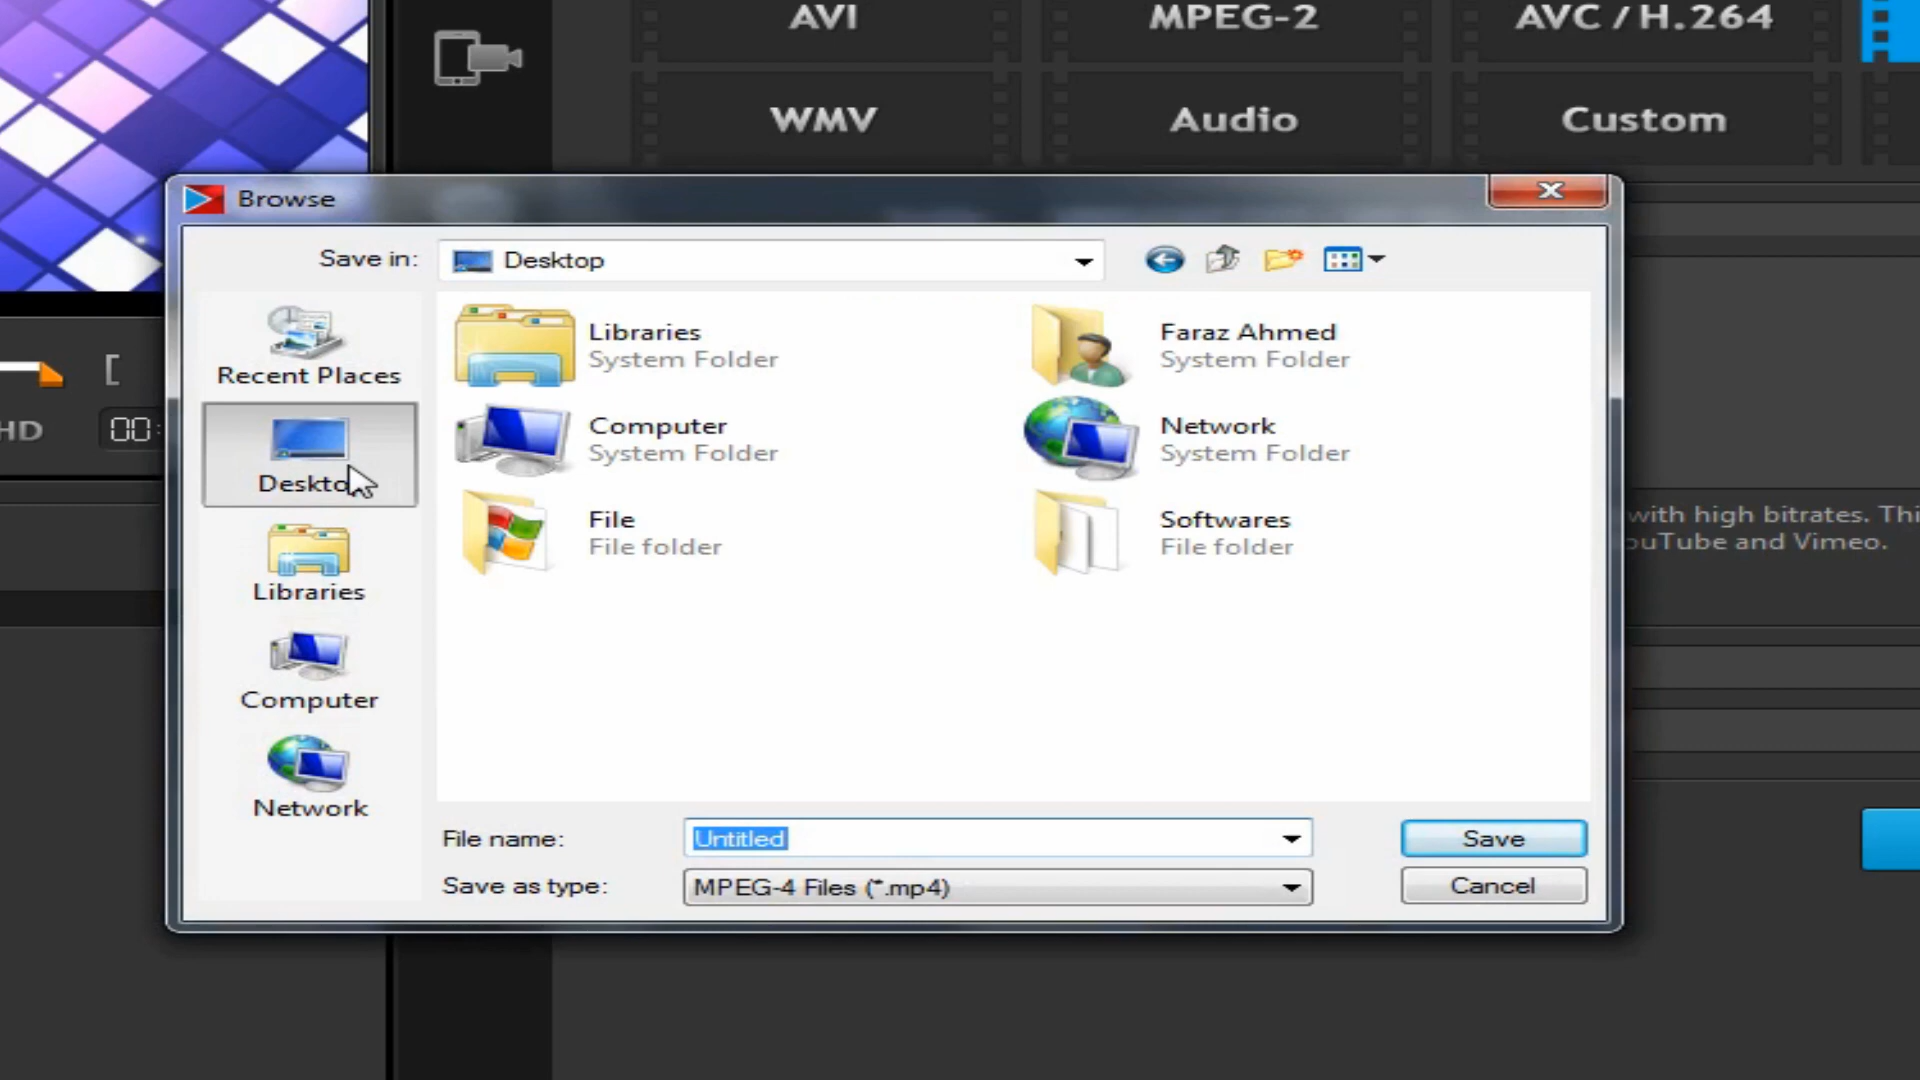 AVI
MPEG-2
AVC / H.264
WMV
Audio
Custom
Browse
Save in:
Desktop
Recent Places
Desktop
Libraries
Computer
Network
Libraries
System Folder
Faraz Ahmed
System Folder
Computer
System Folder
Network
System Folder
File
File folder
Softwares
File folder
File name:
Untitled
Save
Save as type:
MPEG-4 Files (*.mp4)
Cancel
[
HD
00:
with high bitrates. Thi
ouTube and Vimeo.